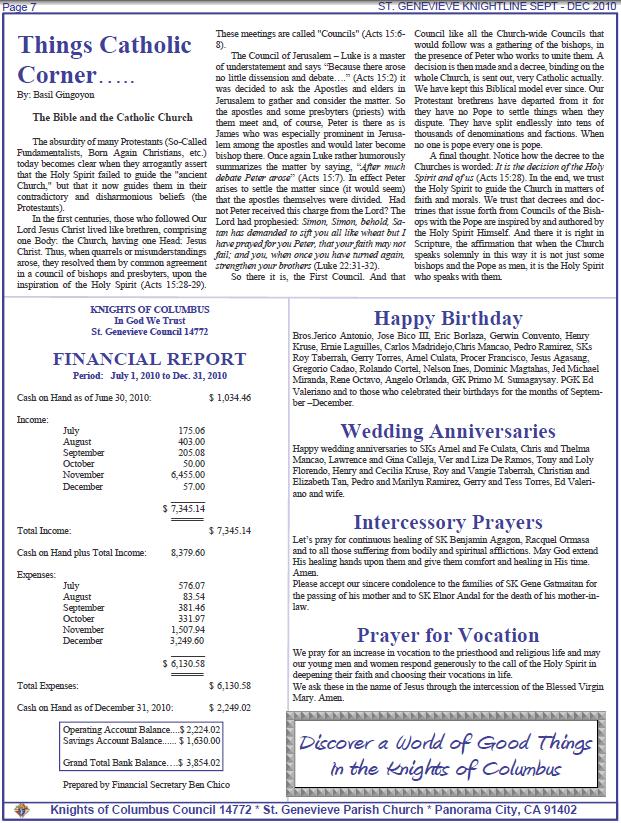 Page 7
ST. GENEVIEVE KNIGHTLINE SEPT - DEC 2010
Things Catholic
Corner.....
By: Basil Gingoyon
The Bible and the Catholic Church
The absurdity of many Protestants (So-Called
Fundamentalists, Born Again Christians, etc.)
today becomes clear when they arrogantly assert
that the Holy Spirit failed to guide the "ancient
Church," but that it now guides them in their
contradictory and disharmonious beliefs (the
Protestants).
In the first centuries, those who followed Our
Lord Jesus Christ lived like brethren, comprising
one Body: the Church, having one Head: Jesus
Christ. Thus, when quarrels or misunderstandings
arose, they resolved them by common agreement
in a council of bishops and presbyters, upon the
inspiration of the Holy Spirit (Acts 15:28-29).
These meetings are called "Councils" (Acts 15:6-
8).
The Council of Jerusalem – Luke is a master
of understatement and says “Because there arose
no little dissension and debate….” (Acts 15:2) it
was decided to ask the Apostles and elders in
Jerusalem to gather and consider the matter. So
the apostles and some presbyters (priests) with
them meet and, of course, Peter is there as is
James who was especially prominent in Jerusa-
lem among the apostles and would later become
bishop there. Once again Luke rather humorously
summarizes the matter by saying, “After much
debate Peter arose” (Acts 15:7). In effect Peter
arises to settle the matter since (it would seem)
that the apostles themselves were divided. Had
not Peter received this charge from the Lord? The
Lord had prophesied: Simon, Simon, behold, Sa-
tan has demanded to sift you all like wheat but I
have prayed for you Peter, that your faith may not
fail; and you, when once you have turned again,
strengthen your brothers (Luke 22:31-32).
So there it is, the First Council. And that
Council like all the Church-wide Councils that
would follow was a gathering of the bishops, in
the presence of Peter who works to unite them. A
decision is then made and a decree, binding on the
whole Church, is sent out, very Catholic actually.
We have kept this Biblical model ever since. Our
Protestant brethrens have departed from it for
they have no Pope to settle things when they
dispute. They have split endlessly into tens of
thousands of denominations and factions. When
no one is pope every one is pope.
A final thought. Notice how the decree to the
Churches is worded: It is the decision of the Holy
Spirit and of us (Acts 15:28). In the end, we trust
the Holy Spirit to guide the Church in matters of
faith and morals. We trust that decrees and doc-
trines that issue forth from Councils of the Bish-
ops with the Pope are inspired by and authored by
the Holy Spirit Himself. And there it is right in
Scripture, the affirmation that when the Church
speaks solemnly in this way it is not just some
bishops and the Pope as men, it is the Holy Spirit
who speaks with them.
KNIGHTS OF COLUMBUS
In God We Trust
St. Genevieve Council 14772
FINANCIAL REPORT
Period: July 1, 2010 to Dec. 31, 2010
Cash on Hand as of June 30, 2010: $ 1,034.46
Income:
July 175.06
August 403.00
September 205.08
October 50.00
November 6,455.00
December 57.00
$ 7,345.14
Total Income: $ 7,345.14
Cash on Hand plus Total Income: 8,379.60
Expenses:
July 576.07
August 83.54
September 381.46
October 331.97
November 1,507.94
December 3,249.60
$ 6,130.58
Total Expenses: $ 6,130.58
Cash on Hand as of December 31, 2010: $ 2,249.02
Operating Account Balance....$ 2,224.02
Savings Account Balance...... $ 1,630.00
Grand Total Bank Balance….$ 3,854.02
Prepared by Financial Secretary Ben Chico
Happy Birthday
Bros.Jerico Antonio, Jose Bico III, Eric Borlaza, Gerwin Convento, Henry
Kruse, Ernie Laguilles, Carlos Madridejo,Chris Mancao, Pedro Ramirez, SKs
Roy Taberrah, Gerry Torres, Arnel Culata, Procer Francisco, Jesus Agasang,
Gregorio Cadao, Rolando Cortel, Nelson Ines, Dominic Magtahas, Jed Michael
Miranda, Rene Octavo, Angelo Orlanda, GK Primo M. Sumagaysay. PGK Ed
Valeriano and to those who celebrated their birthdays for the months of Septem-
ber –December.
Wedding Anniversaries
Happy wedding anniversaries to SKs Arnel and Fe Culata, Chris and Thelma
Mancao, Lawrence and Gina Calleja, Ver and Liza De Ramos, Tony and Loly
Florendo, Henry and Cecilia Kruse, Roy and Vangie Taberrah, Christian and
Elizabeth Tan, Pedro and Marilyn Ramirez, Gerry and Tess Torres, Ed Valeri-
ano and wife.
Intercessory Prayers
Let’s pray for continuous healing of SK Benjamin Agagon, Racquel Ormasa
and to all those suffering from bodily and spiritual afflictions. May God extend
His healing hands upon them and give them comfort and healing in His time.
Amen.
Please accept our sincere condolence to the families of SK Gene Gatmaitan for
the passing of his mother and to SK Elnor Andal for the death of his mother-in-
law.
Prayer for Vocation
We pray for an increase in vocation to the priesthood and religious life and may
our young men and women respond generously to the call of the Holy Spirit in
deepening their faith and choosing their vocations in life.
We ask these in the name of Jesus through the intercession of the Blessed Virgin
Mary. Amen.
Discover a World of Good Things
in the Knights of Columbus
Knights of Columbus Council 14772 * St. Genevieve Parish Church * Panorama City, CA 91402